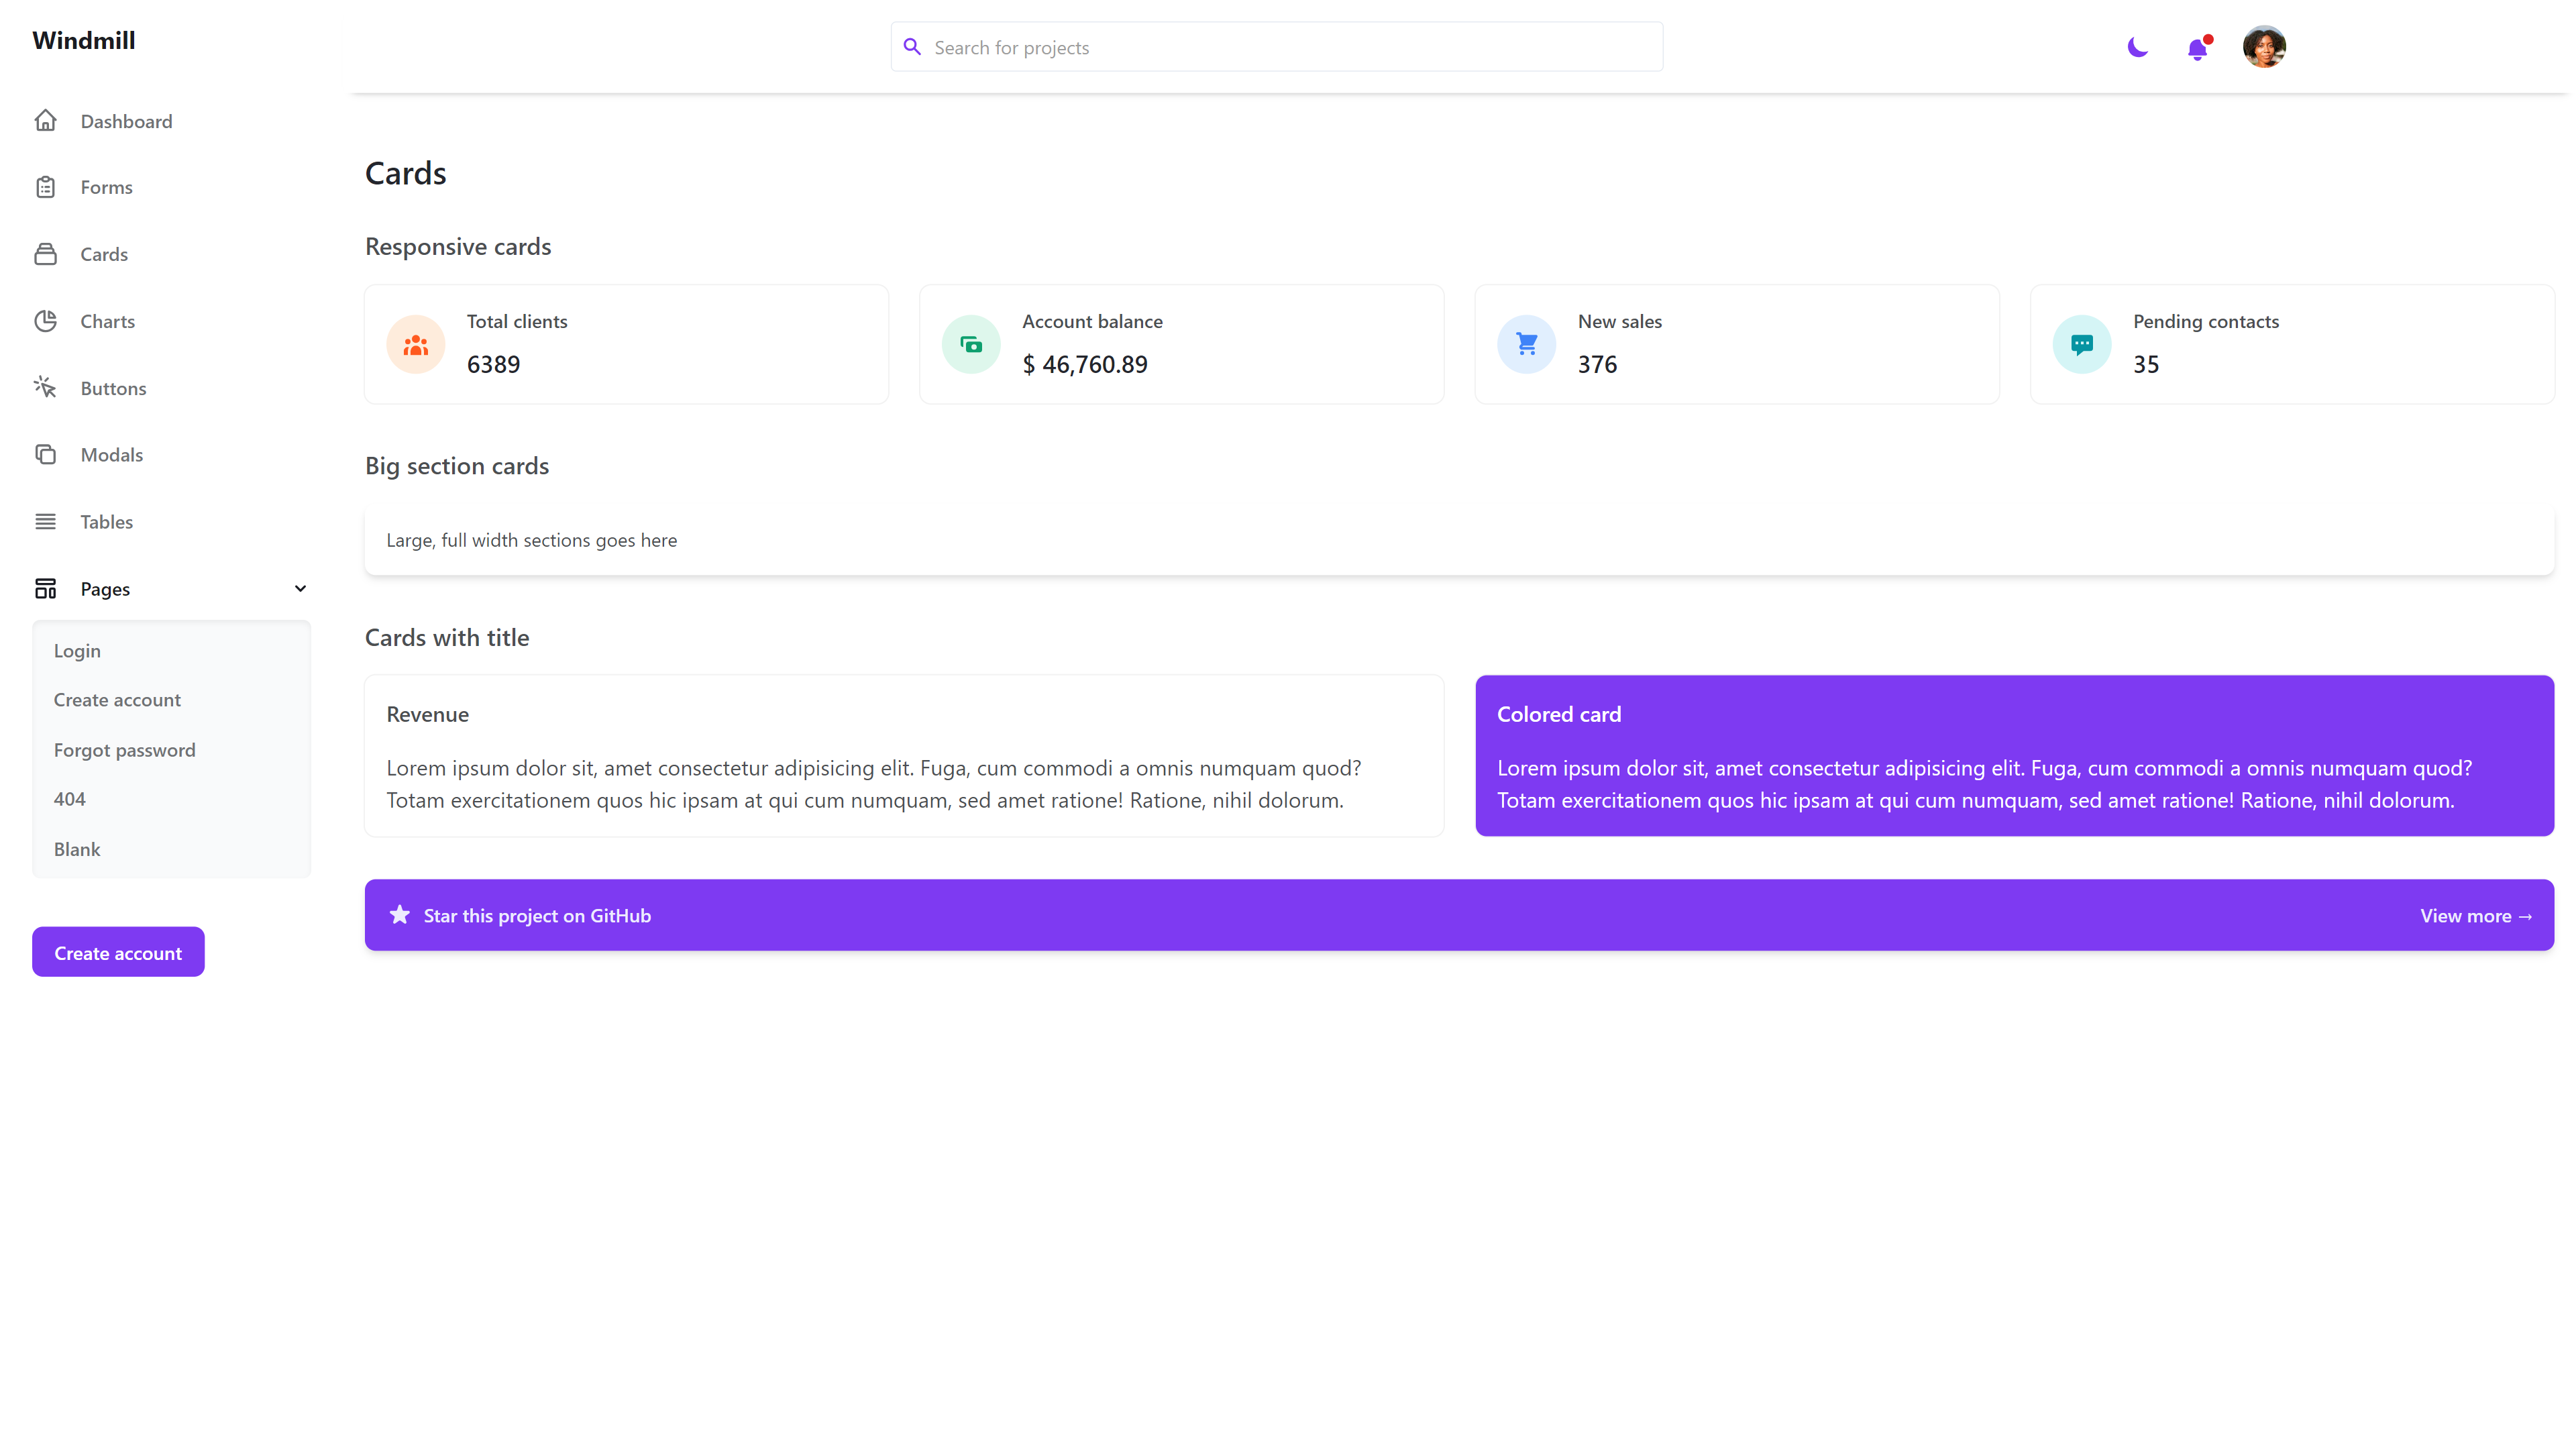 Windmill
Search for projects
Dashboard
Forms
Cards
Charts
Buttons
Modals
Tables
Pages
Login
Create account
Forgot password
404
Blank
Create account
Cards
Responsive cards
Total clients
6389
Account balance
$ 46,760.89
New sales
376
Pending contacts
35
Big section cards
Large, full width sections goes here
Cards with title
Revenue
Lorem ipsum dolor sit, amet consectetur adipisicing elit. Fuga, cum commodi a omnis numquam quod?
Totam exercitationem quos hic ipsam at qui cum numquam, sed amet ratione! Ratione, nihil dolorum.
Colored card
Lorem ipsum dolor sit, amet consectetur adipisicing elit. Fuga, cum commodi a omnis numquam quod?
Totam exercitationem quos hic ipsam at qui cum numquam, sed amet ratione! Ratione, nihil dolorum.
Star this project on GitHub
View more →